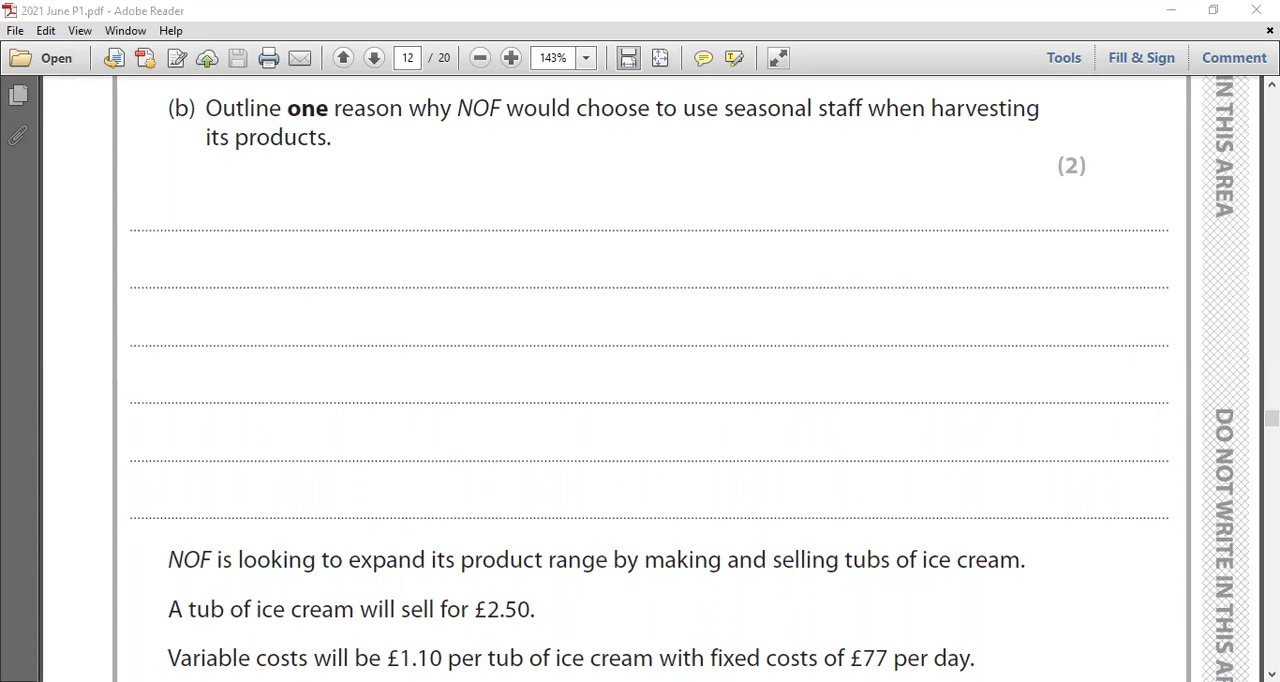 2021 June P1.pdf - Adobe Reader
File Edit View Window Help
Open 12 / 20 143% Tools Fill & Sign Comment
(b) Outline one reason why NOF would choose to use seasonal staff when harvesting
its products.
(2)
NOF is looking to expand its product range by making and selling tubs of ice cream.
A tub of ice cream will sell for £2.50.
Variable costs will be £1.10 per tub of ice cream with fixed costs of £77 per day.
IN THIS AREA
DO NOT WRITE IN THIS AR